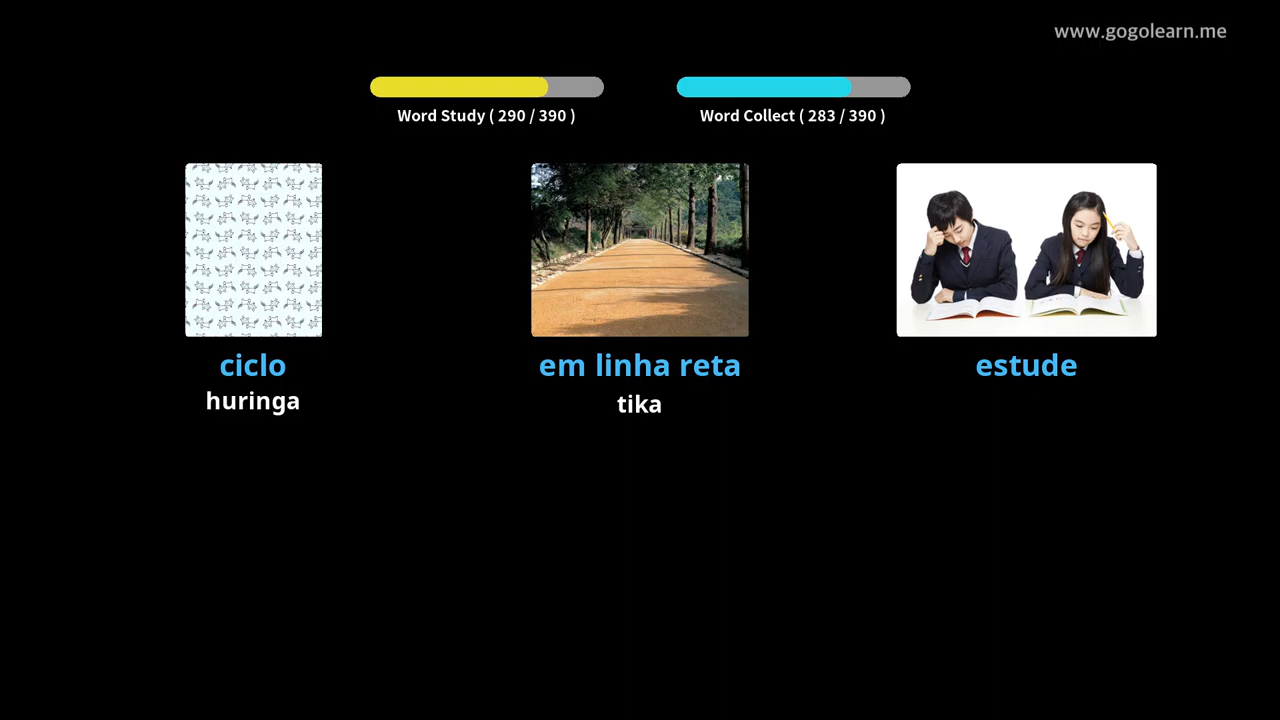 www.gogolearn.me
Word Study ( 290 / 390 )
Word Collect ( 283 / 390 )
ciclo
huringa
em linha reta
tika
estude